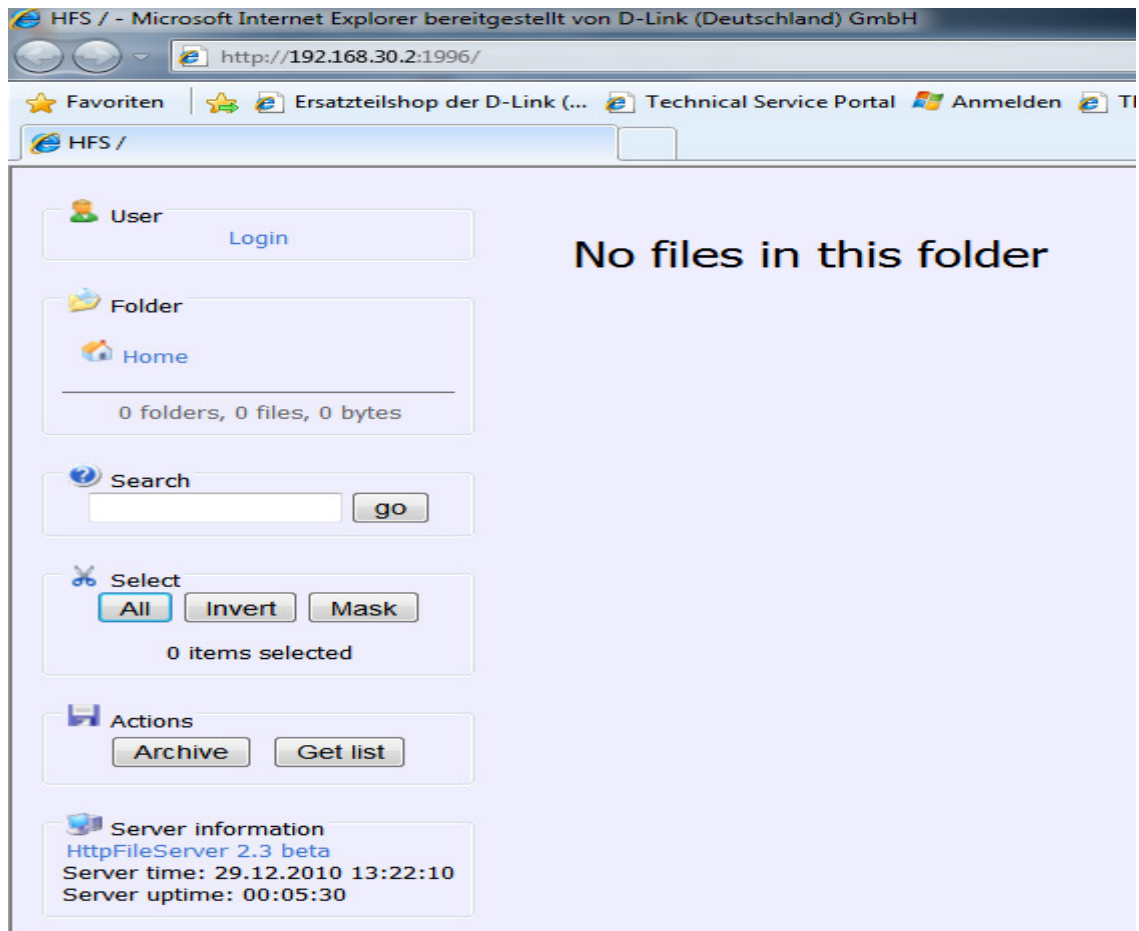 HFS / - Microsoft Internet Explorer bereitgestellt von D-Link (Deutschland) GmbH
http://192.168.30.2:1996/
Favoriten Ersatzteilshop der D-Link (... Technical Service Portal Anmelden
HFS /
User
Login
No files in this folder
Folder
Home
0 folders, 0 files, 0 bytes
Search
go
Select
All Invert Mask
0 items selected
Actions
Archive Get list
Server information
HttpFileServer 2.3 beta
Server time: 29.12.2010 13:22:10
Server uptime: 00:05:30